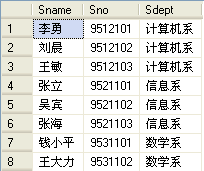 Sname Sno Sdept
1 李勇 9512101 计算机系
2 刘晨 9512102 计算机系
3 王敏 9512103 计算机系
4 张立 9521101 信息系
5 吴宾 9521102 信息系
6 张海 9521103 信息系
7 钱小平 9531101 数学系
8 王大力 9531102 数学系